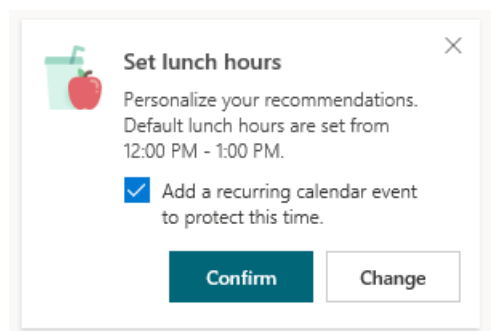 Set lunch hours
Personalize your recommendations.
Default lunch hours are set from
12:00 PM - 1:00 PM.
Add a recurring calendar event
to protect this time.
Confirm
Change